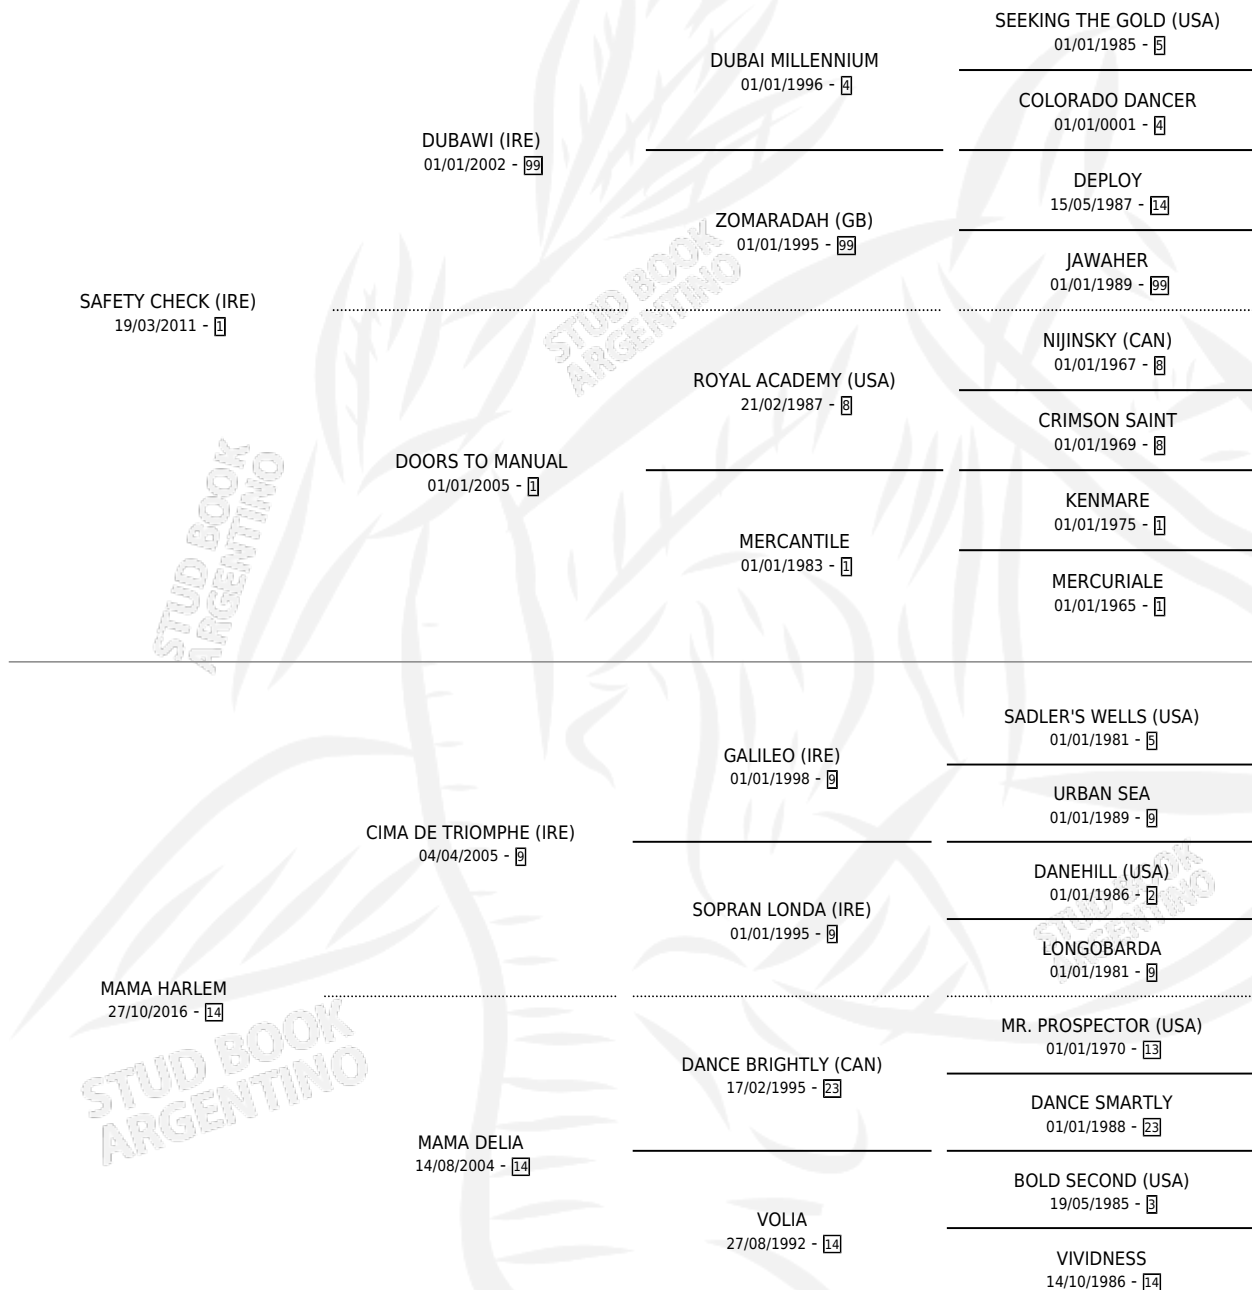 SEEKING THE GOLD (USA)
01/01/1985 - 5
DUBAI MILLENNIUM
01/01/1996 - 4
COLORADO DANCER
01/01/0001 - 4
DUBAWI (IRE)
01/01/2002 - 99
DEPLOY
15/05/1987 - 14
ZOMARADAH (GB)
01/01/1995 - 99
JAWAHER
01/01/1989 - 99
SAFETY CHECK (IRE)
19/03/2011 - 1
NIJINSKY (CAN)
01/01/1967 - 8
ROYAL ACADEMY (USA)
21/02/1987 - 8
CRIMSON SAINT
01/01/1969 - 8
DOORS TO MANUAL
01/01/2005 - 1
KENMARE
01/01/1975 - 1
MERCANTILE
01/01/1983 - 1
MERCURIALE
01/01/1965 - 1
STUD BOOK
ARGENTINO
STUD BOOK
ARGENTINO
SADLER'S WELLS (USA)
01/01/1981 - 5
GALILEO (IRE)
01/01/1998 - 9
URBAN SEA
01/01/1989 - 9
CIMA DE TRIOMPHE (IRE)
04/04/2005 - 9
DANEHILL (USA)
01/01/1986 - 2
SOPRAN LONDA (IRE)
01/01/1995 - 9
LONGOBARDA
01/01/1981 - 9
MAMA HARLEM
27/10/2016 - 14
MR. PROSPECTOR (USA)
01/01/1970 - 13
DANCE BRIGHTLY (CAN)
17/02/1995 - 23
DANCE SMARTLY
01/01/1988 - 23
MAMA DELIA
14/08/2004 - 14
BOLD SECOND (USA)
19/05/1985 - 3
VOLIA
27/08/1992 - 14
VIVIDNESS
14/10/1986 - 14
STUD BOOK
ARGENTINO
STUD BOOK
ARGENTINO